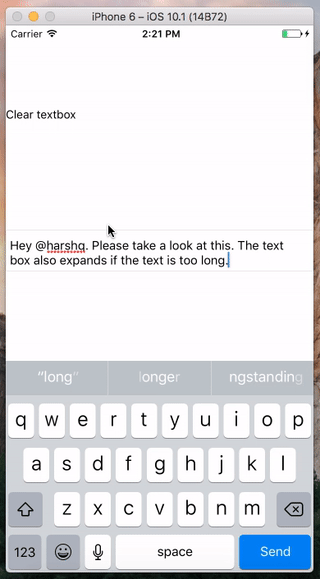 iPhone 6 – iOS 10.1 (14B72)
Carrier 2:21 PM
Clear textbox
Hey @harshq. Please take a look at this. The text
box also expands if the text is too long.
“long” longer ngstanding
q w e r t y u i o p
a s d f g h j k l
z x c v b n m
123 space Send